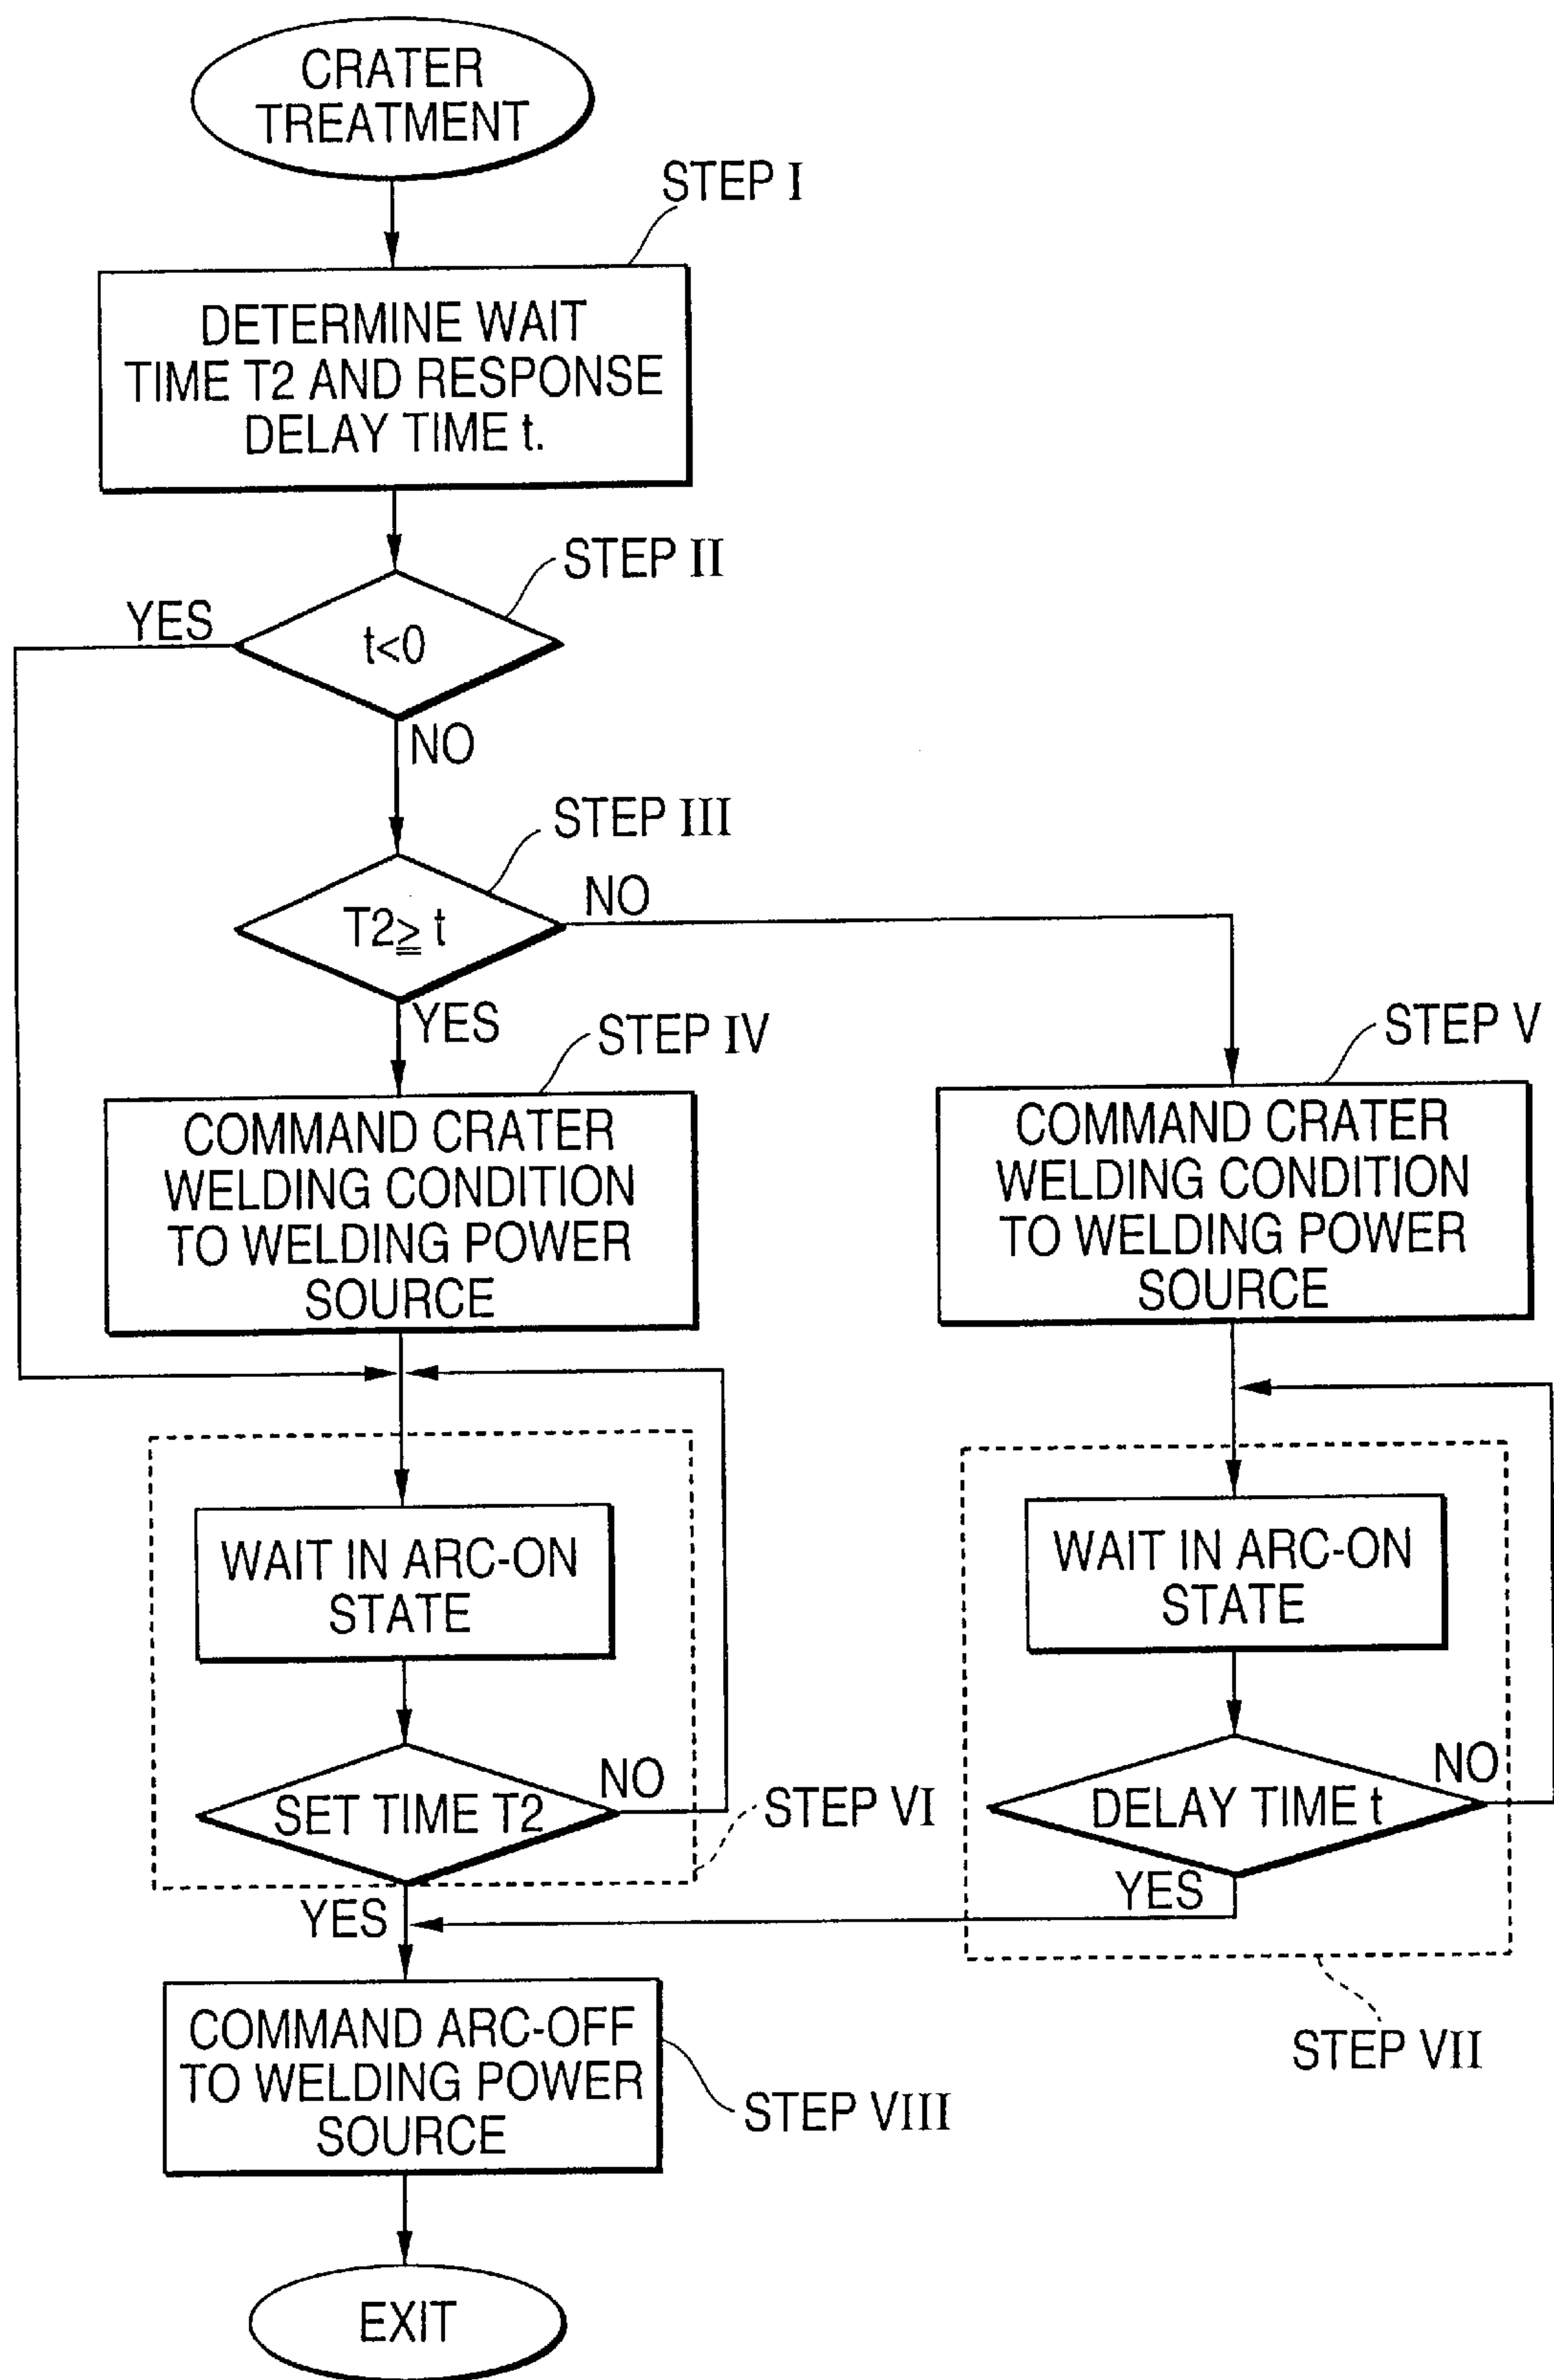 CRATER
TREATMENT
STEP I
DETERMINE WAIT
TIME T2 AND RESPONSE
DELAY TIME t.
STEP II
YES
t<0
NO
STEP III
T2≧ t
NO
YES
STEP IV
STEP V
COMMAND CRATER
WELDING CONDITION
TO WELDING POWER
SOURCE
COMMAND CRATER
WELDING CONDITION
TO WELDING POWER
SOURCE
WAIT IN ARC-ON
STATE
WAIT IN ARC-ON
STATE
SET TIME T2
NO
STEP VI
DELAY TIME t
NO
YES
YES
STEP VII
COMMAND ARC-OFF
TO WELDING POWER
SOURCE
STEP VIII
EXIT